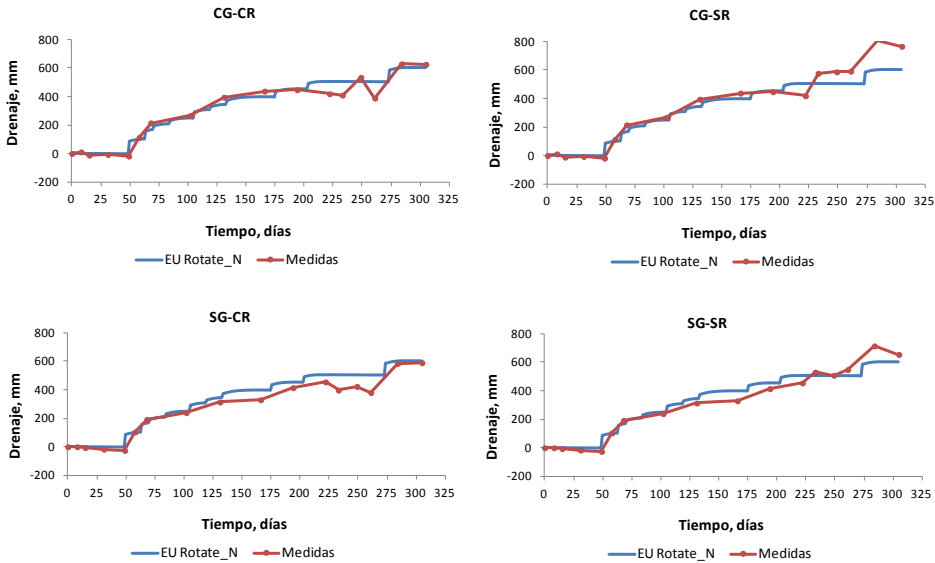 CG-CR
800
600
400
200
0
-200
Drenaje, mm
0 25 50 75 100 125 150 175 200 225 250 275 300 325
Tiempo, días
EU Rotate_N Medidas
CG-SR
800
600
400
200
0
-200
Drenaje, mm
0 25 50 75 100 125 150 175 200 225 250 275 300 325
Tiempo, días
EU Rotate_N Medidas
SG-CR
800
600
400
200
0
-200
Drenaje, mm
0 25 50 75 100 125 150 175 200 225 250 275 300 325
Tiempo, días
EU Rotate_N Medidas
SG-SR
800
600
400
200
0
-200
Drenaje, mm
0 25 50 75 100 125 150 175 200 225 250 275 300 325
Tiempo, días
EU Rotate_N Medidas